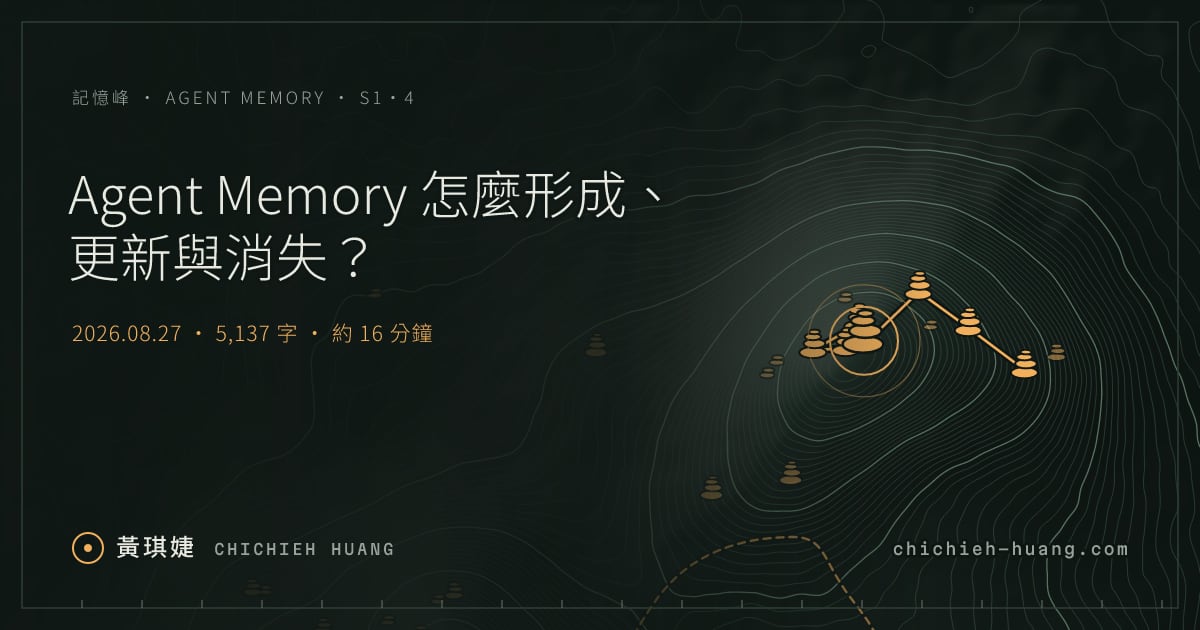 記憶峰 · AGENT MEMORY · S1·4
Agent Memory 怎麼形成、
更新與消失？
2026.08.27 · 5,137 字 · 約 16 分鐘
黃琪婕 CHICHIEH HUANG
chichieh-huang.com